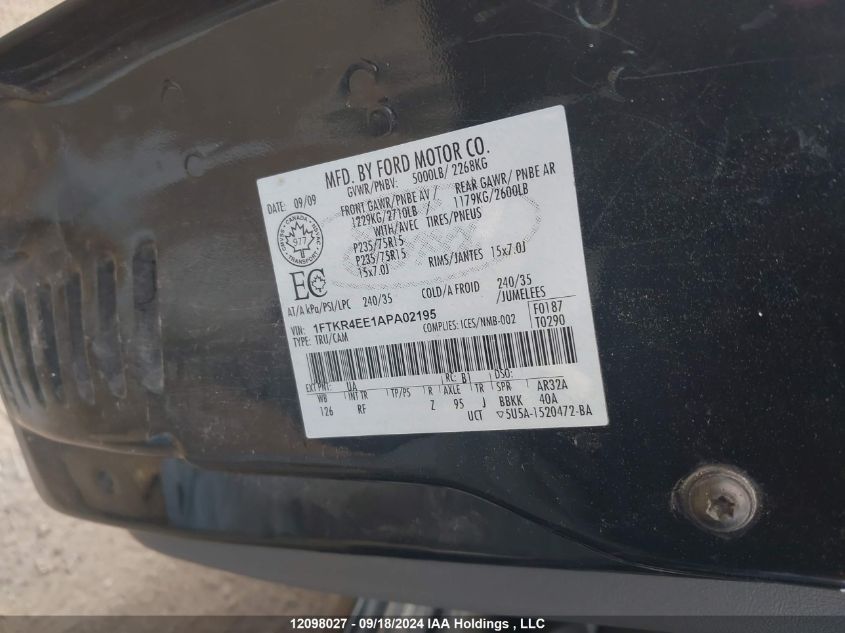 MFD. BY FORD MOTOR CO.
DATE: 09/09 GVWR/PNBV: 5000LB/ 2268KG
FRONT GAWR/PNBE AV / REAR GAWR/ PNBE AR
1229KG/2710LB / 1179KG/2600LB
WITH/AVEC TIRES/PNEUS
P235/75R15
P235/75R15
15x7.0J RIMS/JANTES 15x7.0J
CANADA
977
TRANSPORT
EC
AT/A kPa/PSI/LPC 240/35 COLD/A FROID 240/35
/JUMELEES
VIN: 1FTKR4EE1APA02195 F0187
TYPE: TRU/CAM COMPLIES: ICES/NMB-002 T0290
EXT PNT: UA RC: B DSO:
WB INT TR TP/PS R AXLE TR SPR AR32A
126 RF Z 95 J BBKK 40A
UCT ▽5U5A-1520472-BA
12098027 - 09/18/2024 IAA Holdings , LLC